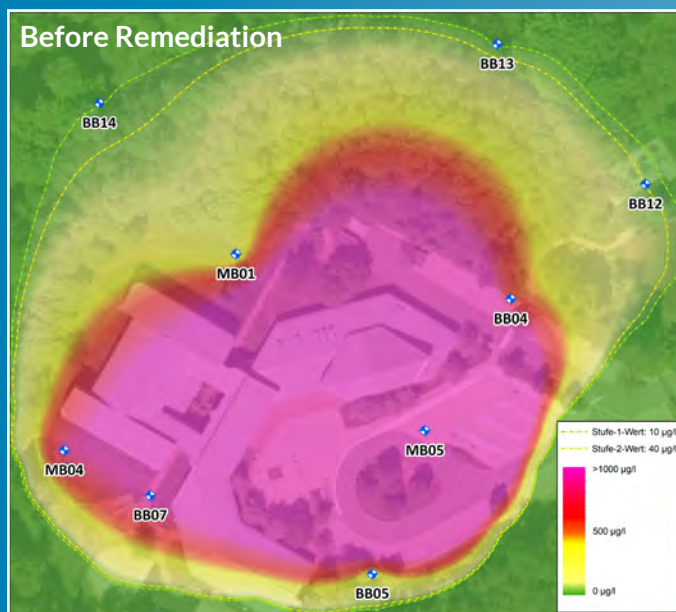 Before Remediation
BB13
BB14
BB12
MB01
BB04
MB05
MB04
BB07
BB05
Stufe-1-Wert: 10 µg/l
Stufe-2-Wert: 40 µg/l
>1000 µg/l
500 µg/l
0 µg/l